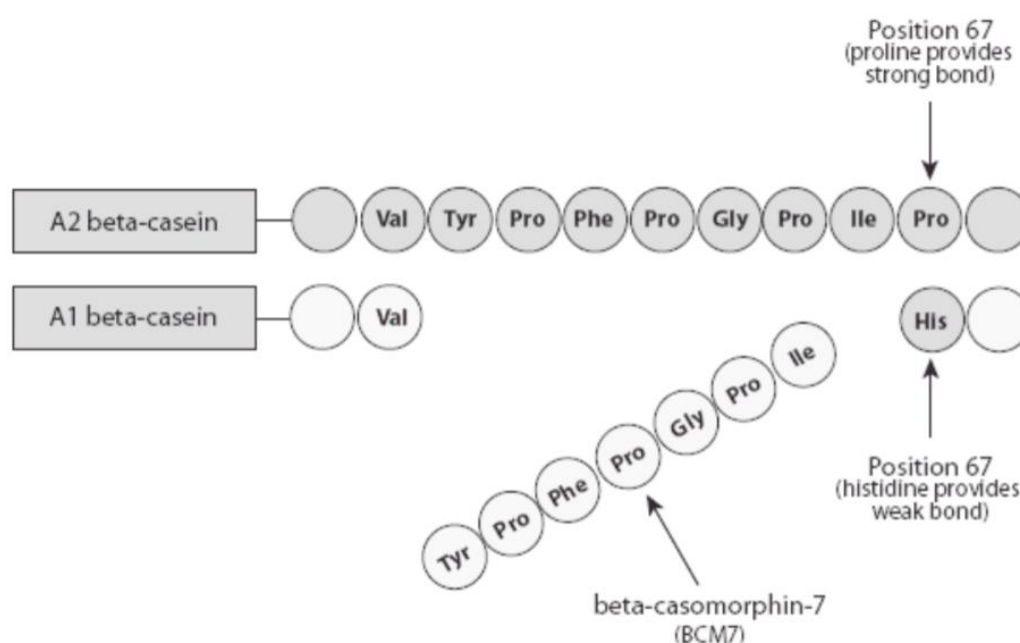 Position 67
(proline provides
strong bond)
A2 beta-casein
Val Tyr Pro Phe Pro Gly Pro Ile Pro
A1 beta-casein
Val
His
Tyr Pro Phe Pro Gly Pro Ile
Position 67
(histidine provides
weak bond)
beta-casomorphin-7
(BCM7)